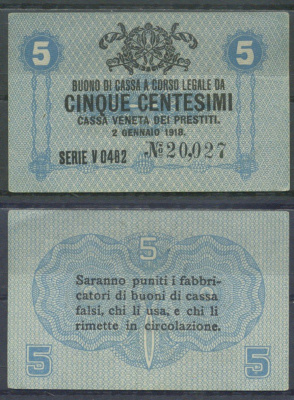 5 5
BUONO DI CASSA A CORSO LEGALE DA
CINQUE CENTESIMI
CASSA VENETA DEI PRESTITI.
2 GENNAIO 1918.
SERIE V 0482 No 20,027
5
Saranno puniti i fabbri-
catori di buoni di cassa
falsi, chi li usa, e chi li
rimette in circolazione.
5 5